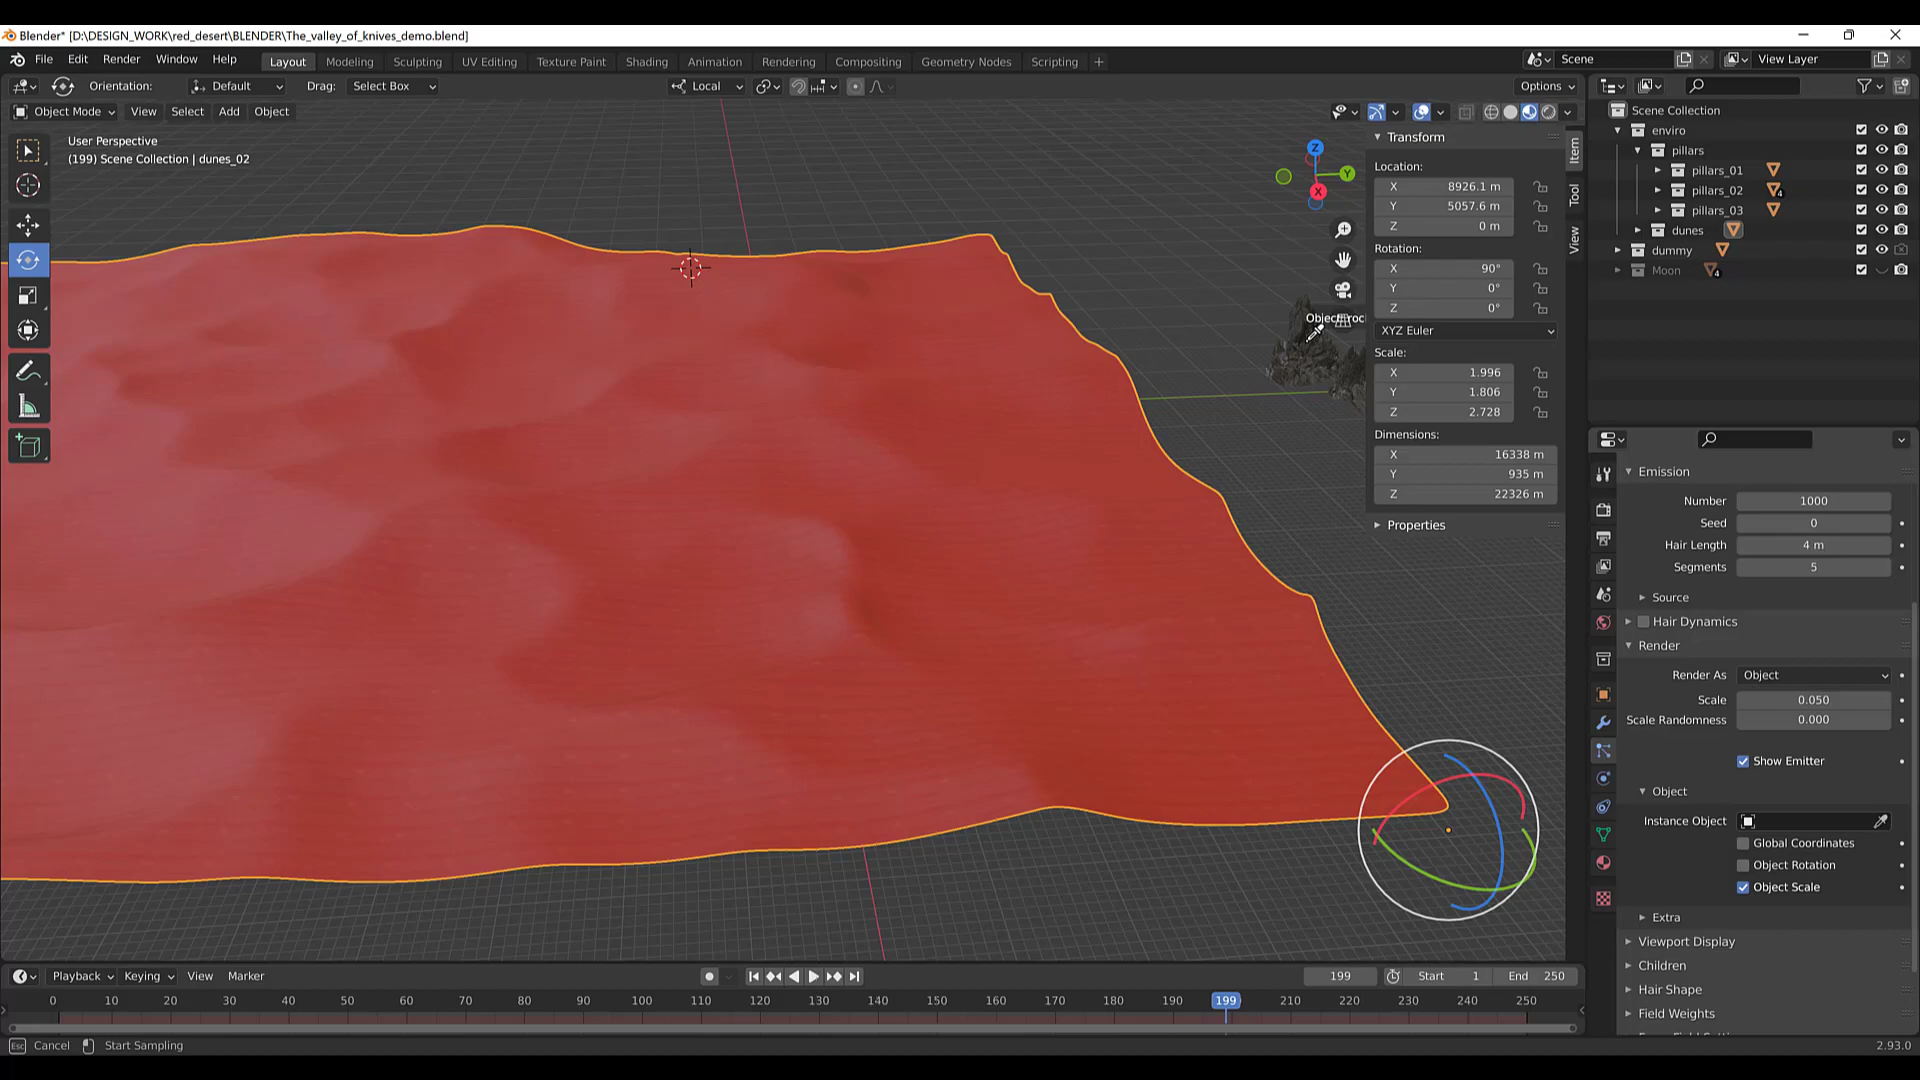 Blender* [D:\DESIGN_WORK\red_desert\BLENDER\The_valley_of_knives_demo.blend]
File Edit Render Window Help Layout Modeling Sculpting UV Editing Texture Paint Shading Animation Rendering Compositing Geometry Nodes Scripting + Scene View Layer
Orientation: Default Drag: Select Box Local Options
Object Mode View Select Add Object
User Perspective
(199) Scene Collection | dunes_02
Z
Y
X
Object:roc
Transform
Location:
X 8926.1 m
Y 5057.6 m
Z 0 m
Rotation:
X 90°
Y 0°
Z 0°
XYZ Euler
Scale:
X 1.996
Y 1.806
Z 2.728
Dimensions:
X 16338 m
Y 935 m
Z 22326 m
Properties
Item
Tool
View
Scene Collection
enviro
pillars
pillars_01
pillars_02 4
pillars_03
dunes
dummy
Moon 4
Emission
Number 1000
Seed 0
Hair Length 4 m
Segments 5
Source
Hair Dynamics
Render
Render As Object
Scale 0.050
Scale Randomness 0.000
Show Emitter
Object
Instance Object
Global Coordinates
Object Rotation
Object Scale
Extra
Viewport Display
Children
Hair Shape
Field Weights
Playback Keying View Marker 199 Start 1 End 250
0 10 20 30 40 50 60 70 80 90 100 110 120 130 140 150 160 170 180 190 199 210 220 230 240 250
Esc Cancel Start Sampling 2.93.0